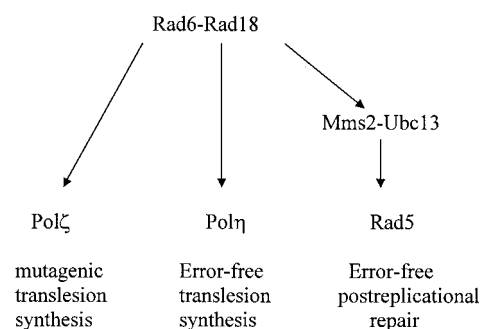 Rad6-Rad18
Mms2-Ubc13
Polζ
Polη
Rad5
mutagenic
translesion
synthesis
Error-free
translesion
synthesis
Error-free
postreplicational
repair